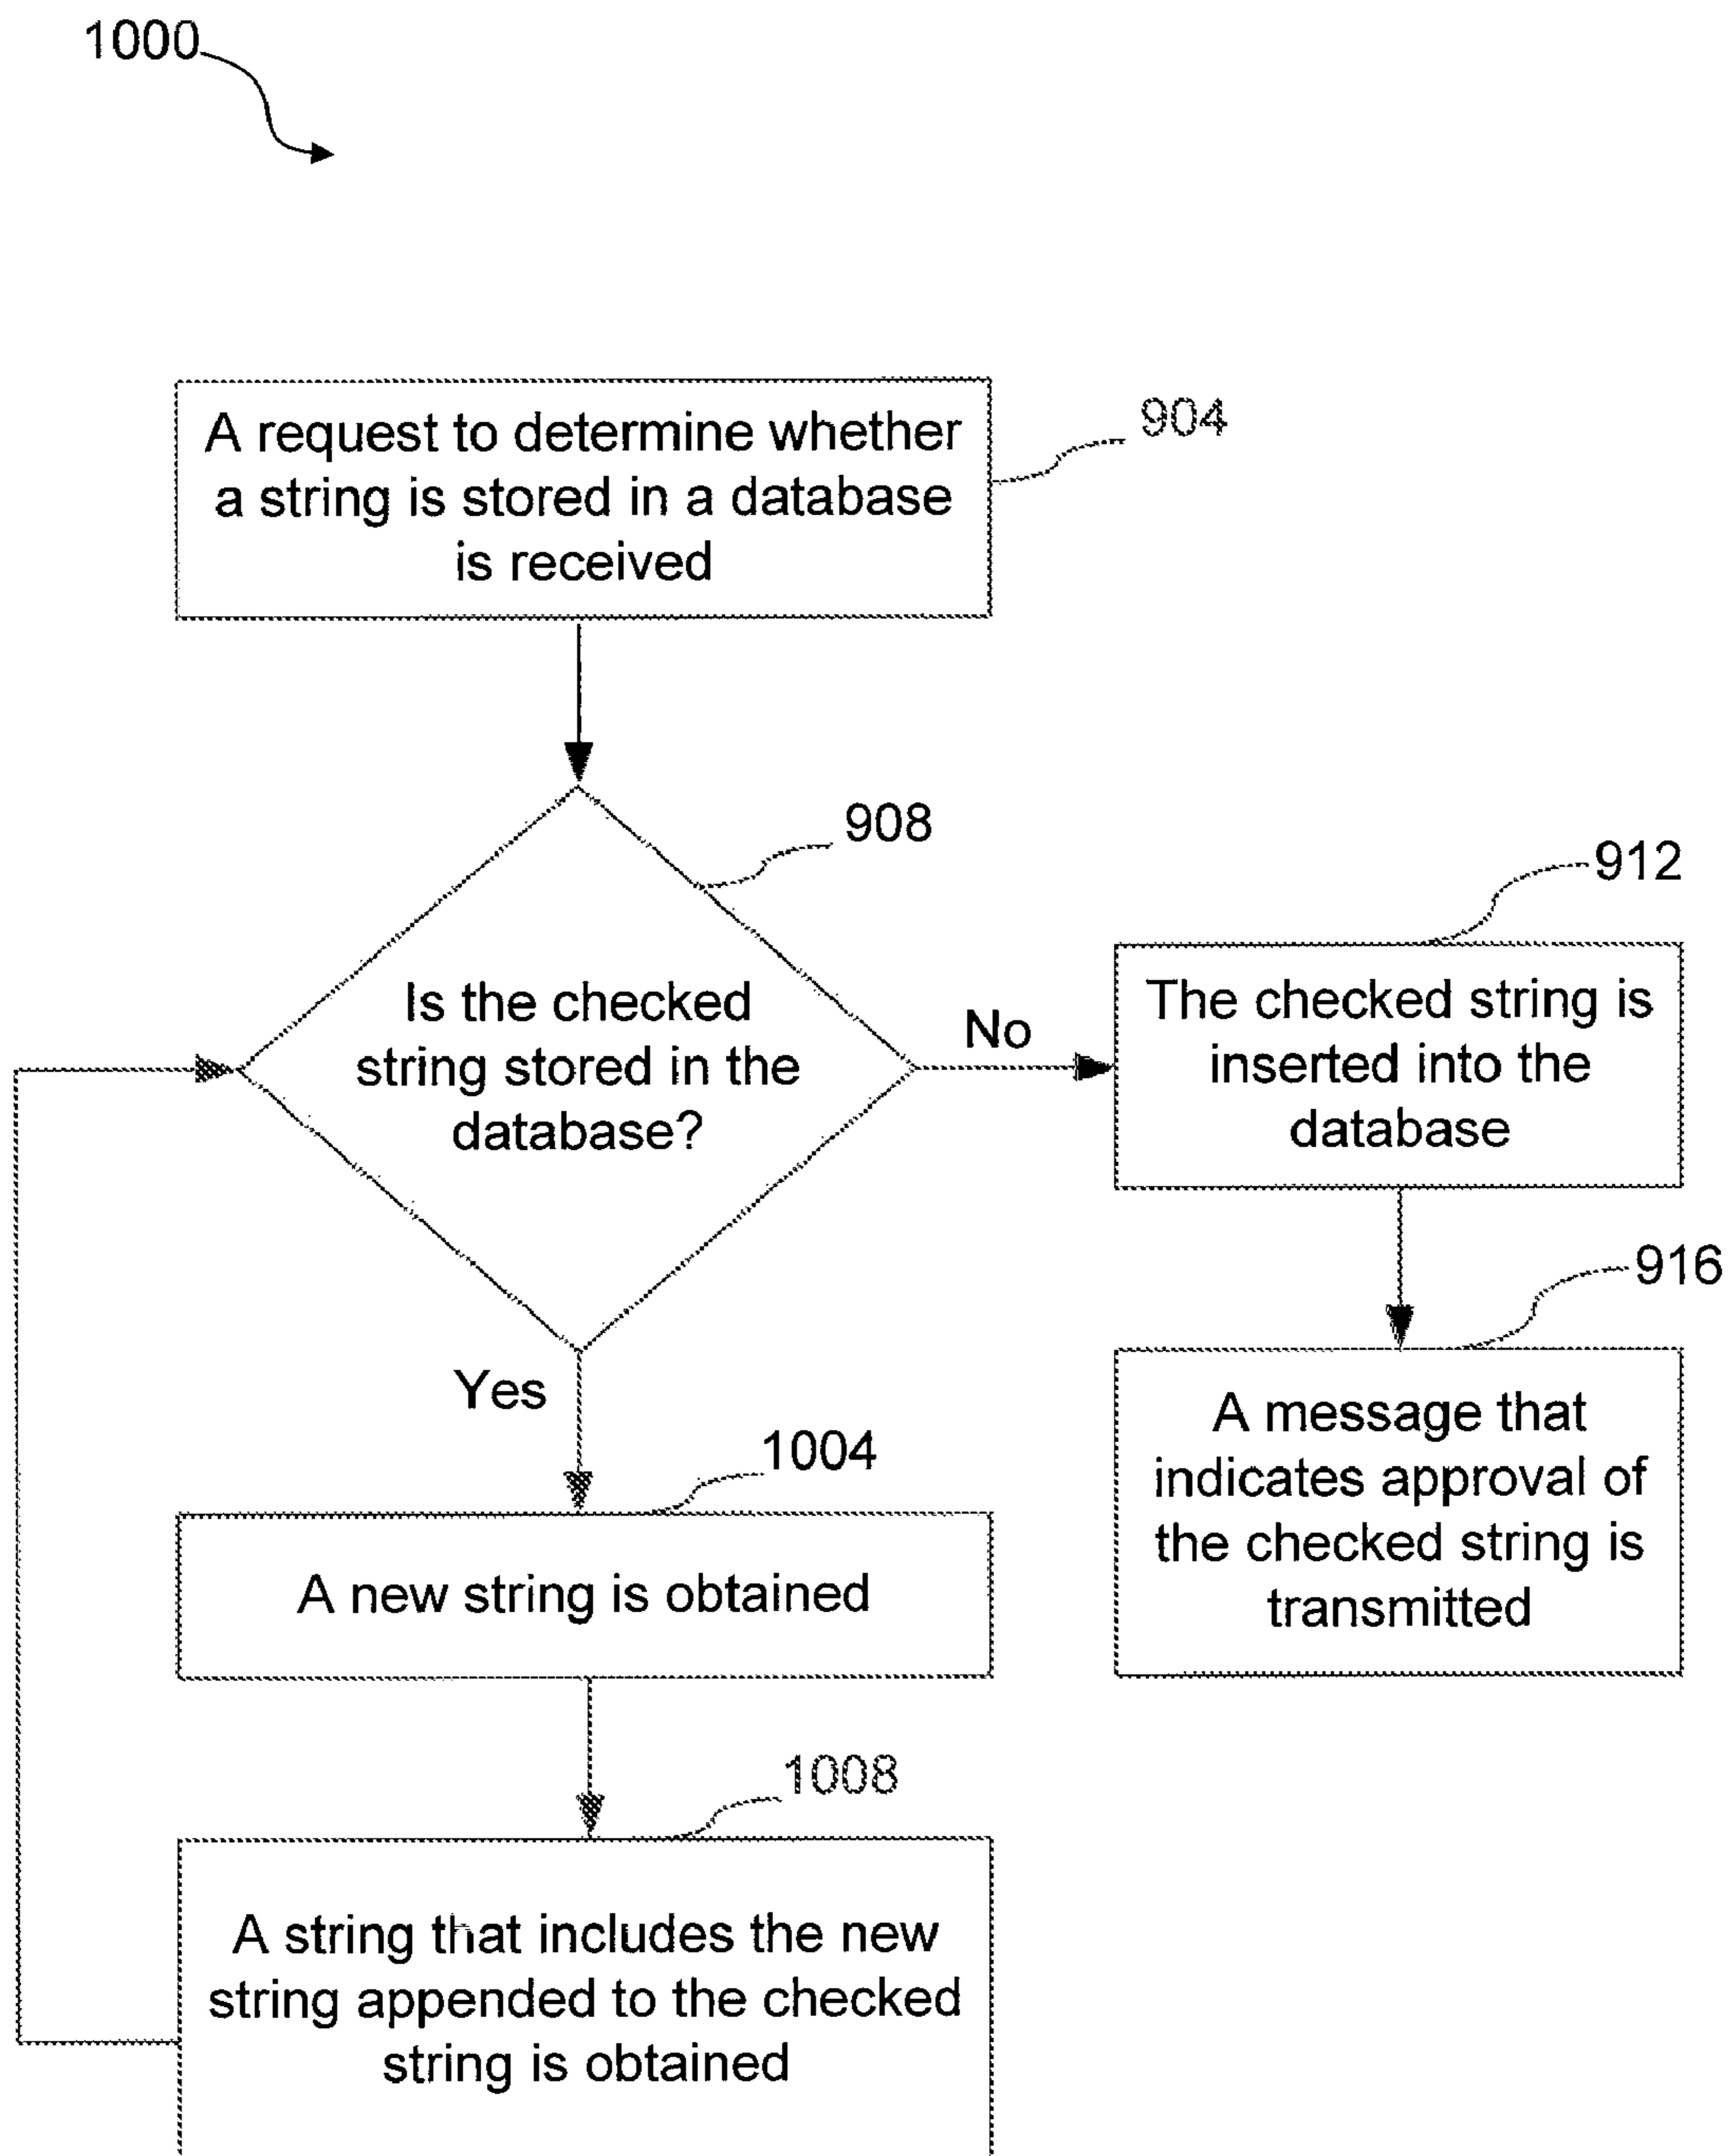 1000
A request to determine whether
a string is stored in a database
is received
904
908
Is the checked
string stored in the
database?
No
912
The checked string is
inserted into the
database
916
A message that
indicates approval of
the checked string is
transmitted
Yes
1004
A new string is obtained
1008
A string that includes the new
string appended to the checked
string is obtained